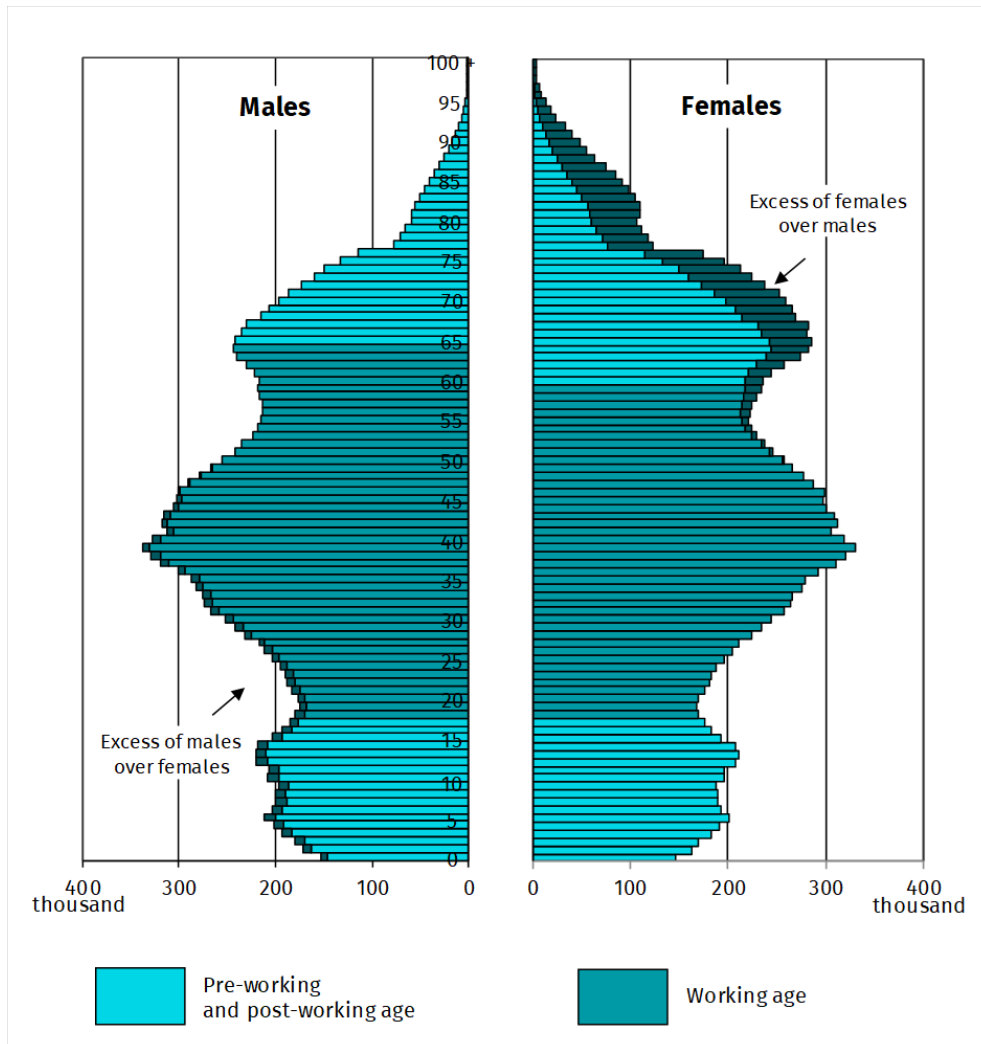 Males
Females
100
95
90
85
80
75
70
65
60
55
50
45
40
35
30
25
20
15
10
5
0
Excess of females
over males
Excess of males
over females
400 300 200 100 0
thousand
0 100 200 300 400
thousand
Pre-working
and post-working age
Working age